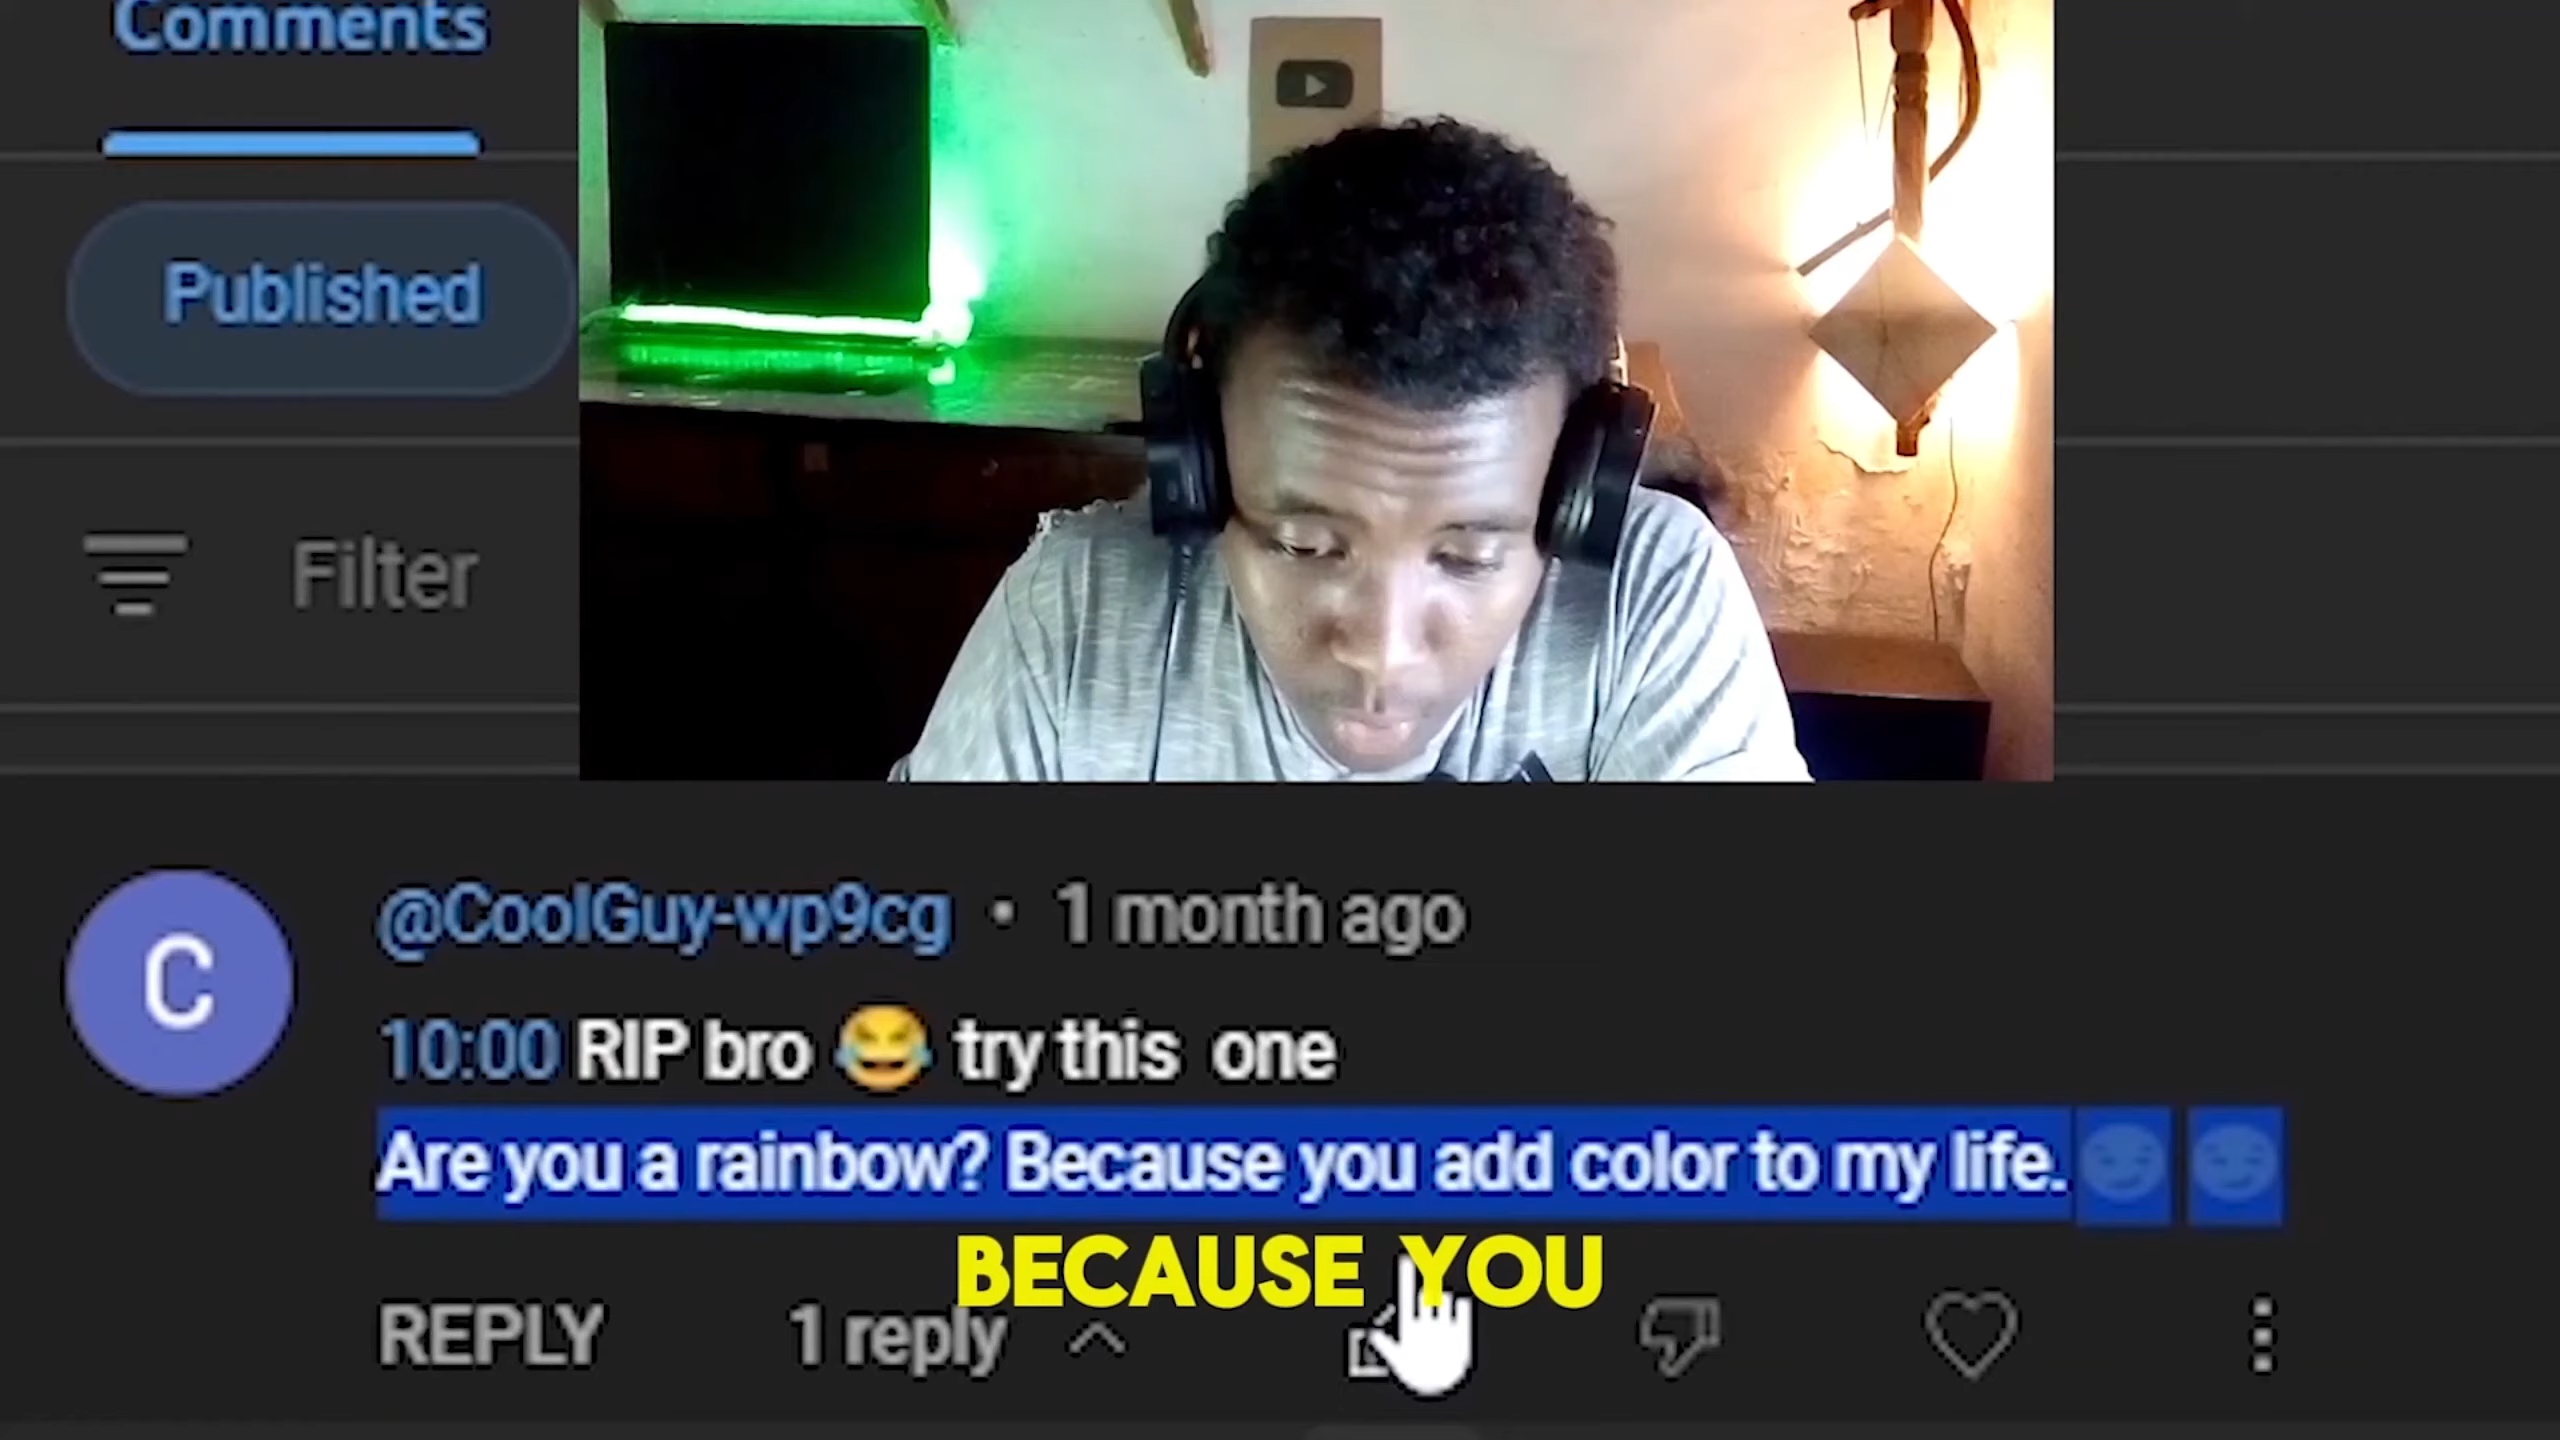 Comments
Published
Filter
C
@CoolGuy-wp9cg • 1 month ago
10:00 RIP bro 😆 try this one
Are you a rainbow? Because you add color to my life.😏 😏
BECAUSE YOU
REPLY 1 reply